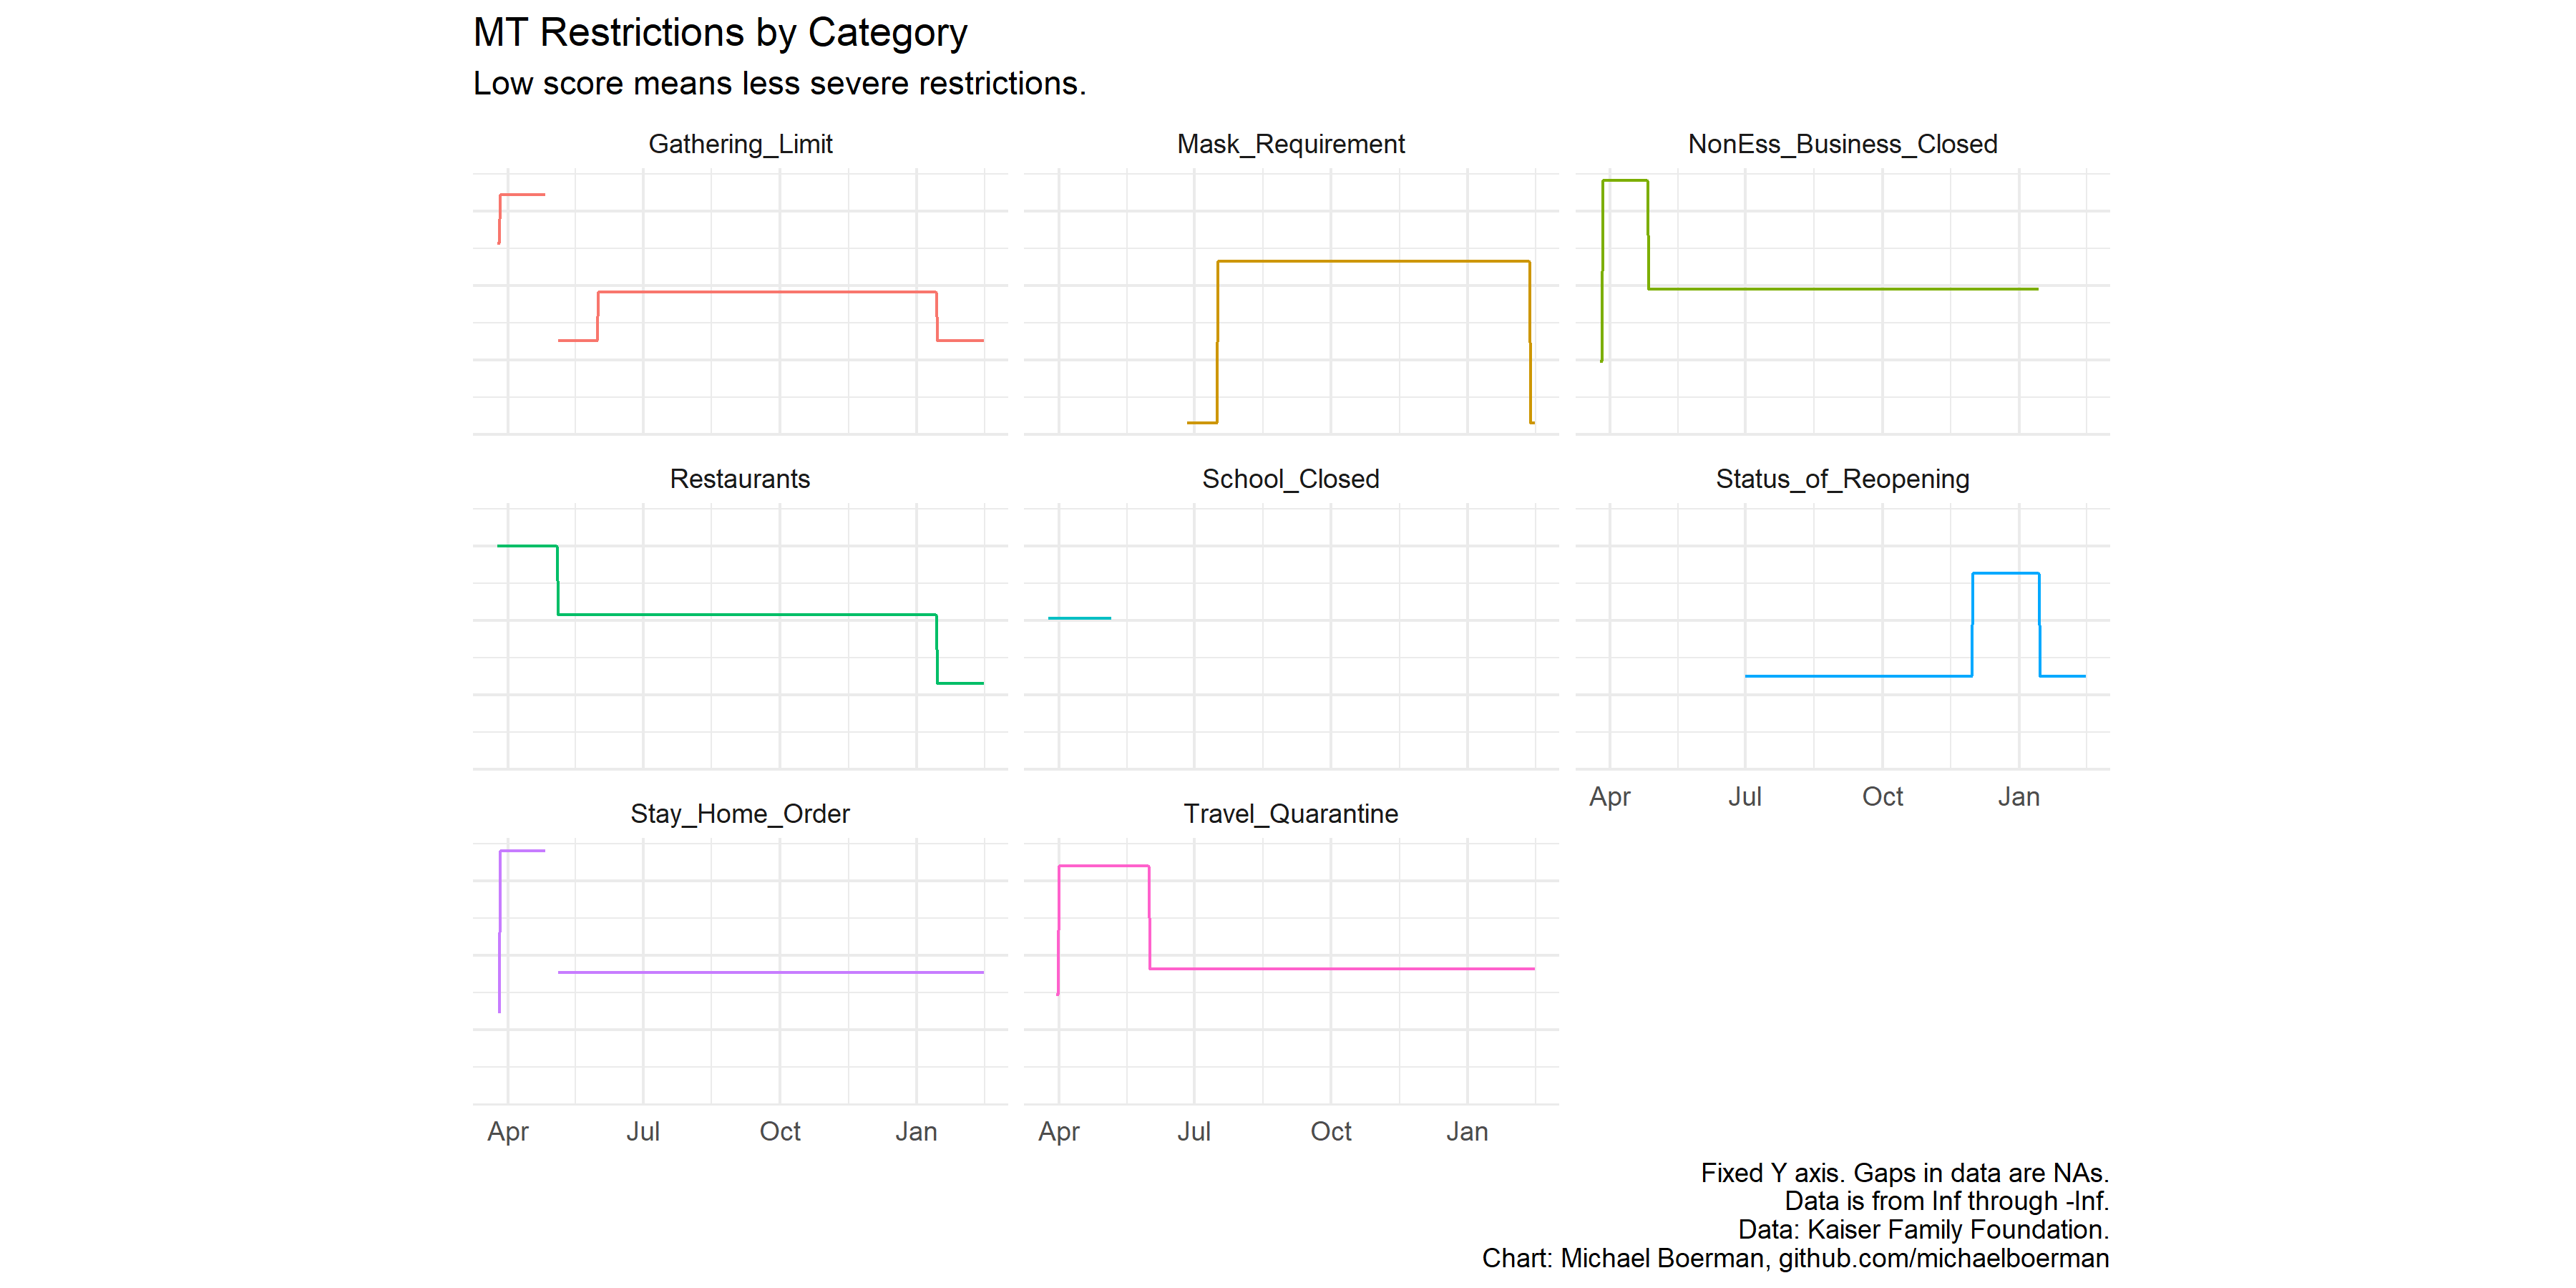 MT Restrictions by Category
Low score means less severe restrictions.
Gathering_Limit
Mask_Requirement
NonEss_Business_Closed
Restaurants
School_Closed
Status_of_Reopening
Apr Jul Oct Jan
Stay_Home_Order
Travel_Quarantine
Apr Jul Oct Jan
Apr Jul Oct Jan
Fixed Y axis. Gaps in data are NAs.
Data is from Inf through -Inf.
Data: Kaiser Family Foundation.
Chart: Michael Boerman, github.com/michaelboerman